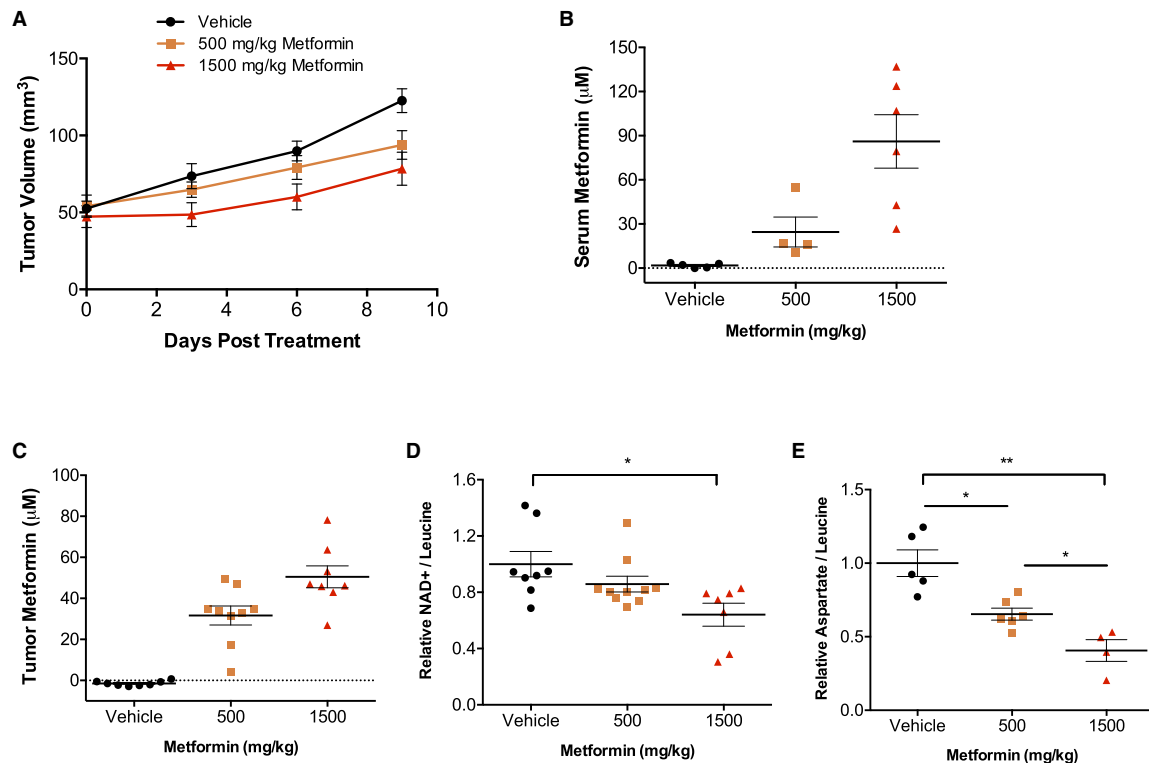 A
Vehicle
500 mg/kg Metformin
1500 mg/kg Metformin
Tumor Volume (mm3)
150
100
50
0
0 2 4 6 8 10
Days Post Treatment
B
Serum Metformin (μM)
150
120
90
60
30
0
Vehicle 500 1500
Metformin (mg/kg)
C
Tumor Metformin (μM)
100
80
60
40
20
0
Vehicle 500 1500
Metformin (mg/kg)
D
*
Relative NAD+ / Leucine
1.6
1.2
0.8
0.4
0.0
Vehicle 500 1500
Metformin (mg/kg)
E
**
*
*
Relative Aspartate / Leucine
1.5
1.0
0.5
0.0
Vehicle 500 1500
Metformin (mg/kg)